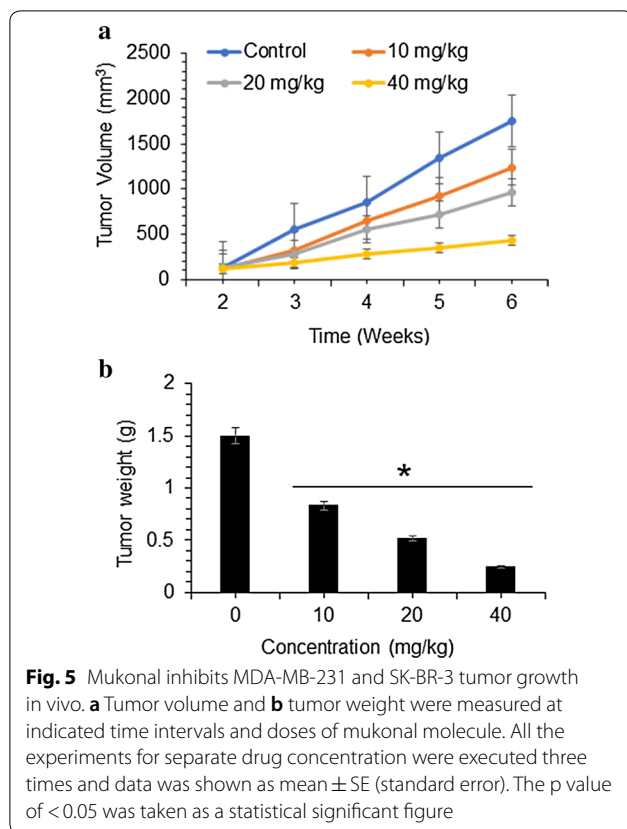 a
2500
2000
1500
1000
500
0
Tumor Volume (mm³)
Control
10 mg/kg
20 mg/kg
40 mg/kg
2 3 4 5 6
Time (Weeks)
b
2
1.5
1
0.5
0
Tumor weight (g)
*
0 10 20 40
Concentration (mg/kg)
Fig. 5 Mukonal inhibits MDA-MB-231 and SK-BR-3 tumor growth
in vivo. a Tumor volume and b tumor weight were measured at
indicated time intervals and doses of mukonal molecule. All the
experiments for separate drug concentration were executed three
times and data was shown as mean ± SE (standard error). The p value
of < 0.05 was taken as a statistical significant figure